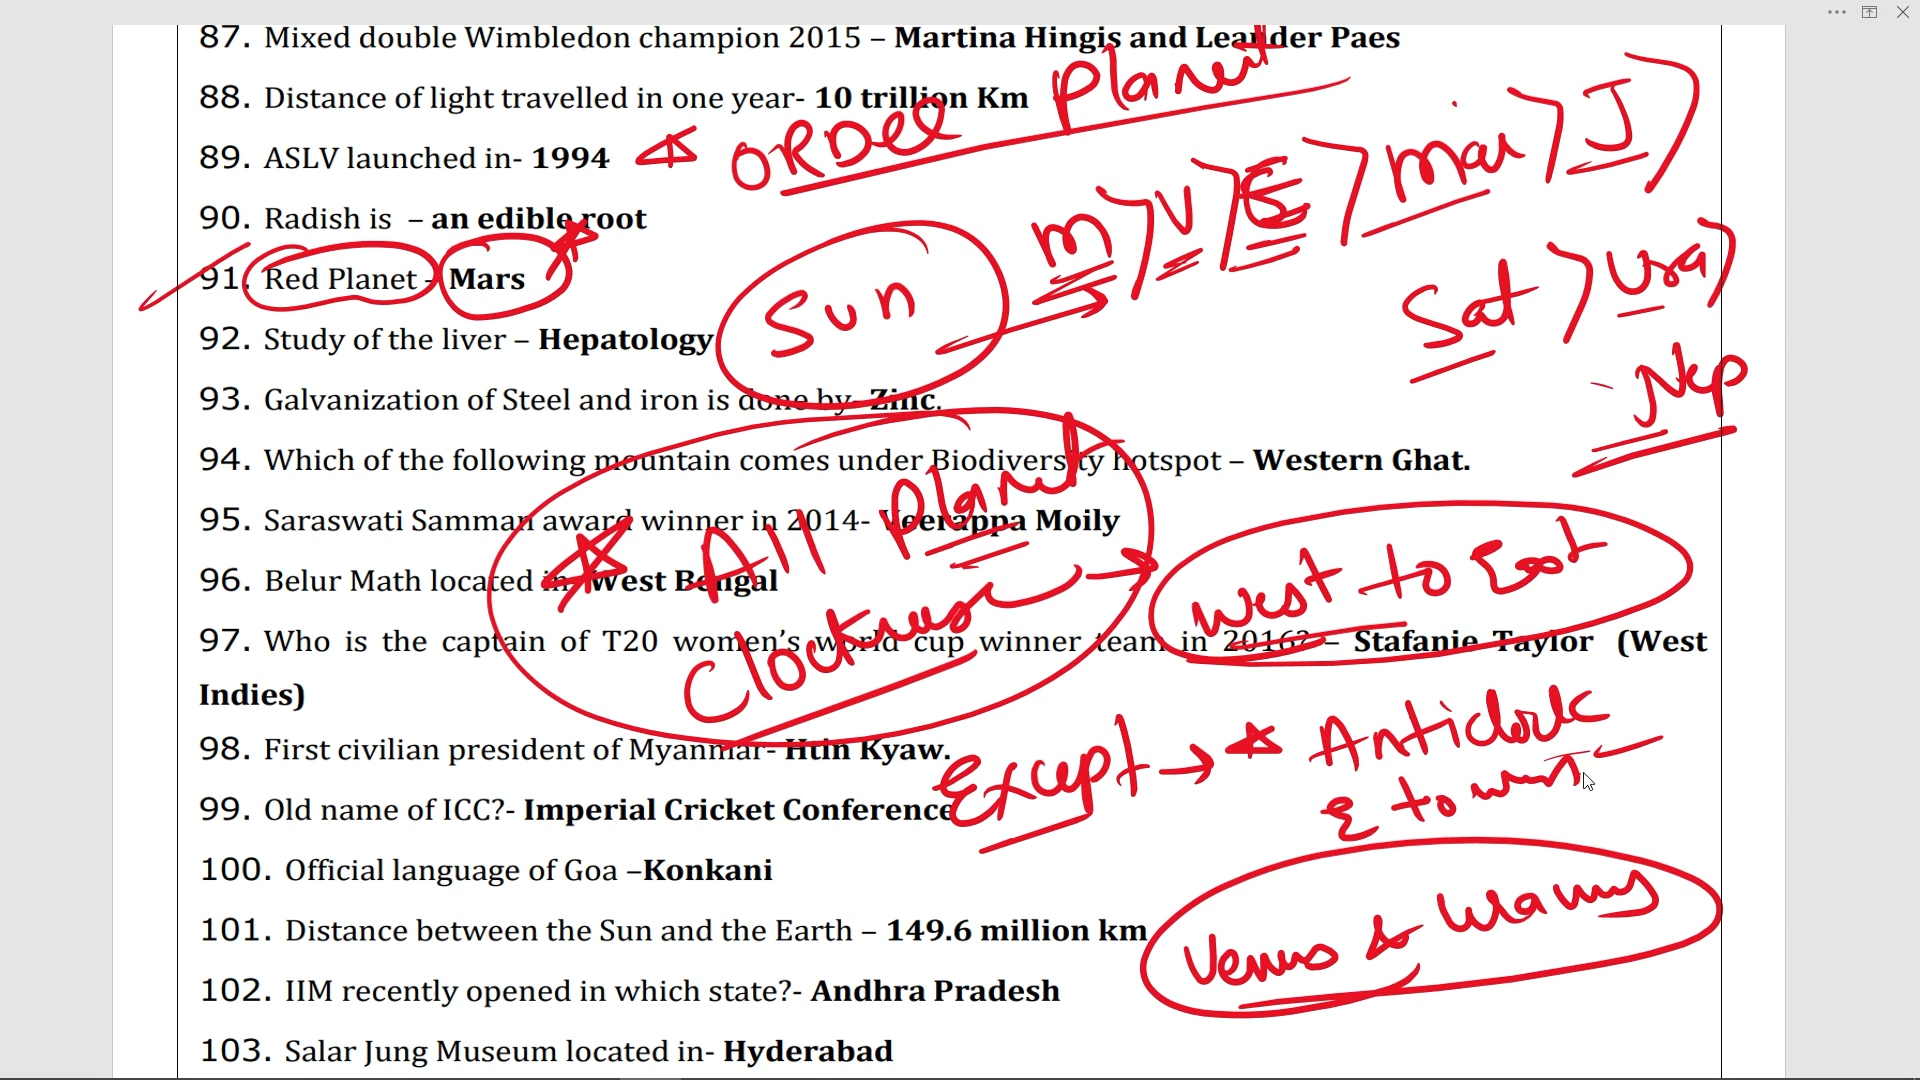 87. Mixed double Wimbledon champion 2015 – Martina Hingis and Leander Paes
88. Distance of light travelled in one year- 10 trillion Km
Planet
ORDER
89. ASLV launched in- 1994
M > V > E > Mar > J >
90. Radish is – an edible root
91. Red Planet - Mars
Sun
Sat > Ura >
92. Study of the liver – Hepatology
Nep
93. Galvanization of Steel and iron is done by- Zinc.
94. Which of the following mountain comes under Biodiversity hotspot – Western Ghat.
95. Saraswati Samman award winner in 2014- Veerappa Moily
All Planet
West to East
96. Belur Math located in- West Bengal
97. Who is the captain of T20 women's world cup winner team in 2016? – Stafanie Taylor (West
Indies)
98. First civilian president of Myanmar- Htin Kyaw.
Except →
E to W
99. Old name of ICC?- Imperial Cricket Conference
100. Official language of Goa –Konkani
101. Distance between the Sun and the Earth – 149.6 million km
Venus &
102. IIM recently opened in which state?- Andhra Pradesh
103. Salar Jung Museum located in- Hyderabad